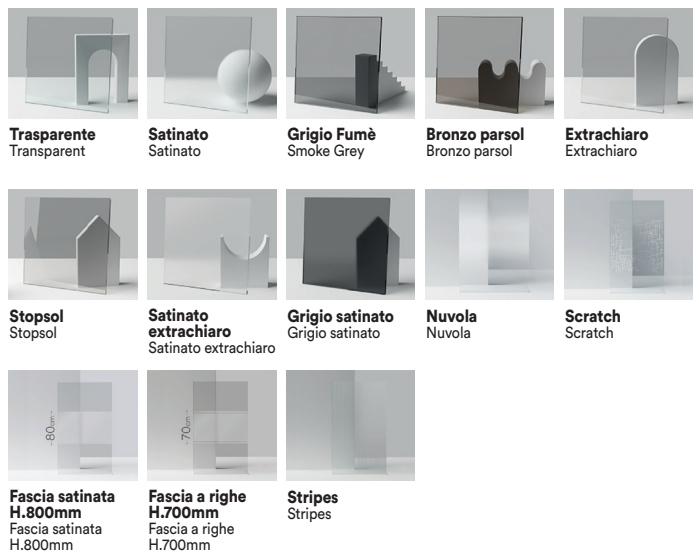 Trasparente
Transparent
Satinato
Satinato
Grigio Fumè
Smoke Grey
Bronzo parsol
Bronzo parsol
Extrachiaro
Extrachiaro
Stopsol
Stopsol
Satinato
extrachiaro
Satinato extrachiaro
Grigio satinato
Grigio satinato
Nuvola
Nuvola
Scratch
Scratch
-80cm-
Fascia satinata
H.800mm
Fascia satinata
H.800mm
-70cm-
Fascia a righe
H.700mm
Fascia a righe
H.700mm
Stripes
Stripes